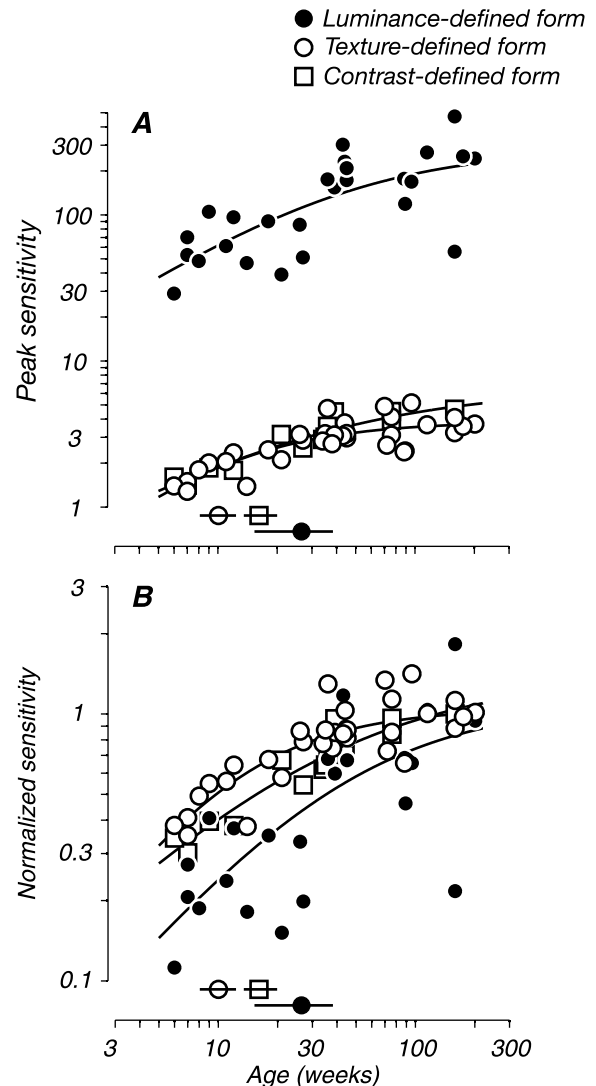 Luminance-defined form
Texture-defined form
Contrast-defined form
A
300
100
30
10
3
1
Peak sensitivity
B
3
1
0.3
0.1
Normalized sensitivity
3 10 30 100 300
Age (weeks)